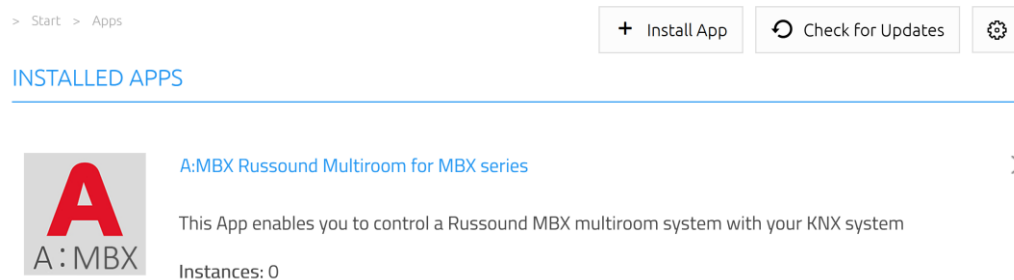 > Start > Apps
+ Install App
Check for Updates
INSTALLED APPS
A
A:MBX
A:MBX Russound Multiroom for MBX series
This App enables you to control a Russound MBX multiroom system with your KNX system
Instances: 0